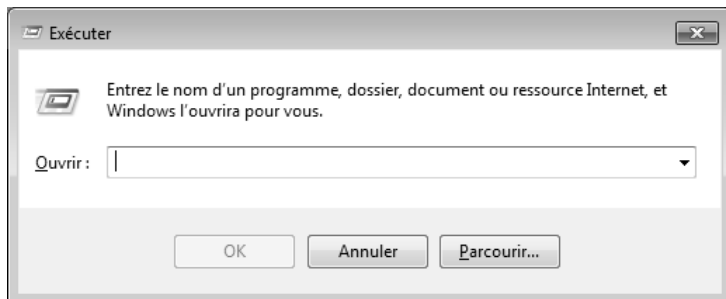 Exécuter
Entrez le nom d'un programme, dossier, document ou ressource Internet, et
Windows l'ouvrira pour vous.
Ouvrir :
OK Annuler Parcourir...